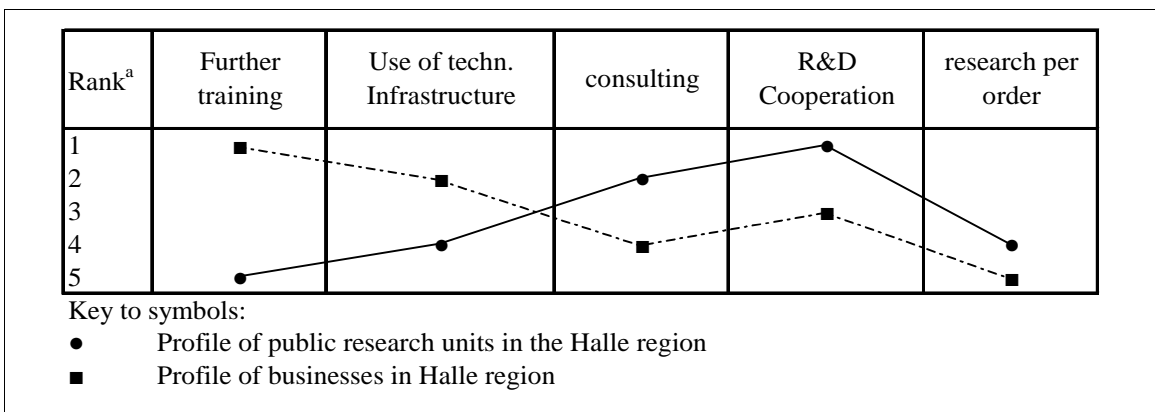 Rankᵃ
Further
training
Use of techn.
Infrastructure
consulting
R&D
Cooperation
research per
order
1
2
3
4
5
Key to symbols:
● Profile of public research units in the Halle region
■ Profile of businesses in Halle region